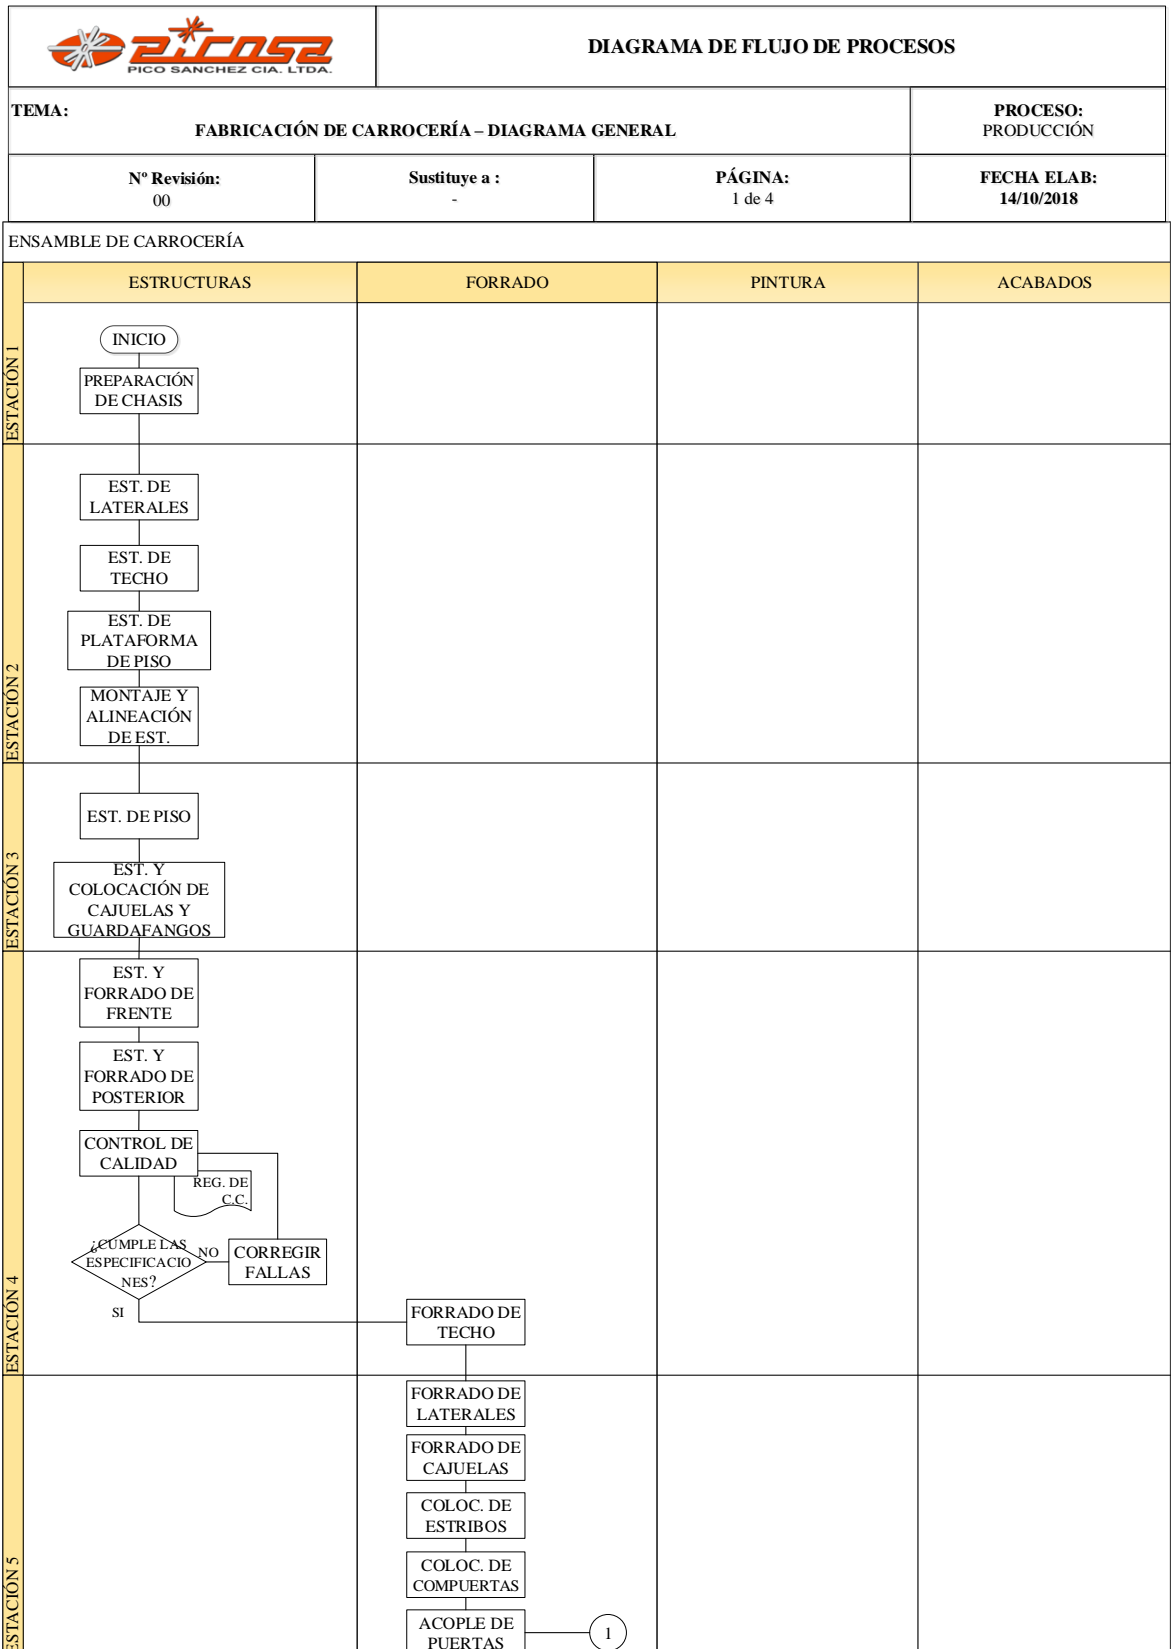 PICOSA
PICO SANCHEZ CIA. LTDA.
DIAGRAMA DE FLUJO DE PROCESOS
TEMA:
FABRICACIÓN DE CARROCERÍA – DIAGRAMA GENERAL
PROCESO:
PRODUCCIÓN
Nº Revisión:
00
Sustituye a :
-
PÁGINA:
1 de 4
FECHA ELAB:
14/10/2018
ENSAMBLE DE CARROCERÍA
ESTRUCTURAS
FORRADO
PINTURA
ACABADOS
ESTACIÓN 1
INICIO
PREPARACIÓN
DE CHASIS
ESTACIÓN 2
EST. DE
LATERALES
EST. DE
TECHO
EST. DE
PLATAFORMA
DE PISO
MONTAJE Y
ALINEACIÓN
DE EST.
ESTACIÓN 3
EST. DE PISO
EST. Y
COLOCACIÓN DE
CAJUELAS Y
GUARDAFANGOS
ESTACIÓN 4
EST. Y
FORRADO DE
FRENTE
EST. Y
FORRADO DE
POSTERIOR
CONTROL DE
CALIDAD
REG. DE
C.C.
¿CUMPLE LAS
ESPECIFICACIO
NES?
NO
CORREGIR
FALLAS
SI
FORRADO DE
TECHO
ESTACIÓN 5
FORRADO DE
LATERALES
FORRADO DE
CAJUELAS
COLOC. DE
ESTRIBOS
COLOC. DE
COMPUERTAS
ACOPLE DE
PUERTAS
1